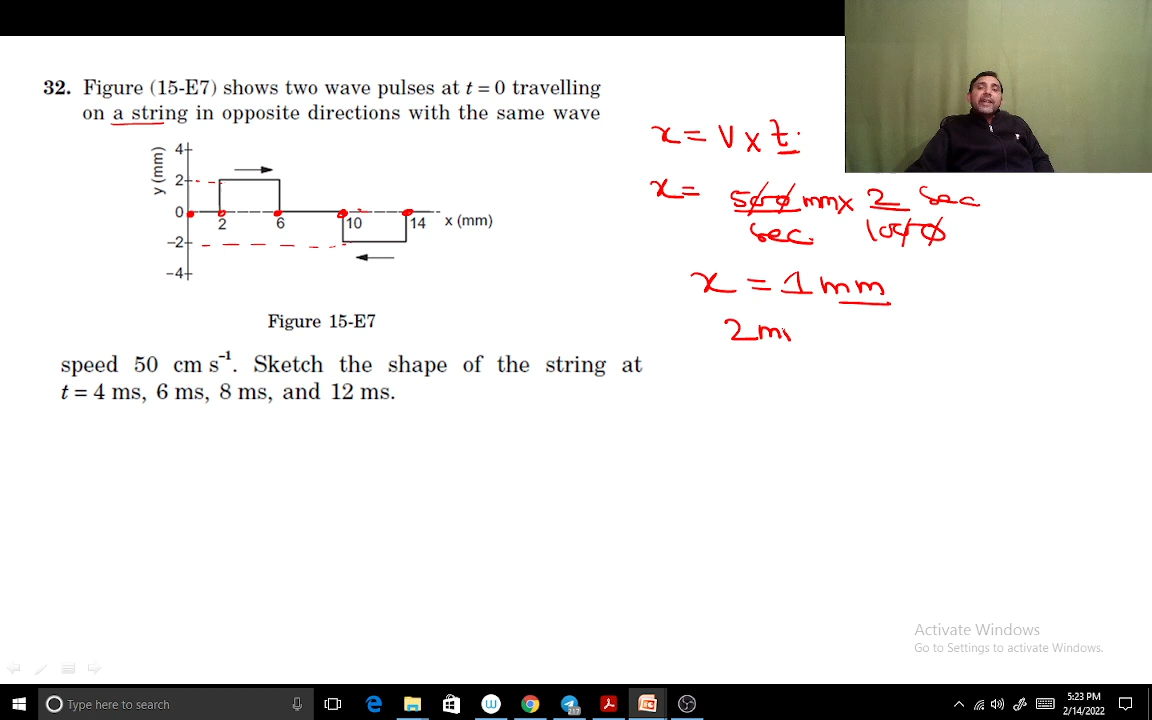 32. Figure (15-E7) shows two wave pulses at t = 0 travelling
on a string in opposite directions with the same wave
y (mm)
4
2
0
−2
−4
2 6 10 14 x (mm)
Figure 15-E7
speed 50 cm s⁻¹. Sketch the shape of the string at
t = 4 ms, 6 ms, 8 ms, and 12 ms.
x = V x t.
x = 500 mm x 2 sec
sec. 1000
x = 1 mm
2 m
Activate Windows
Go to Settings to activate Windows.
Type here to search
217
5:23 PM
2/14/2022